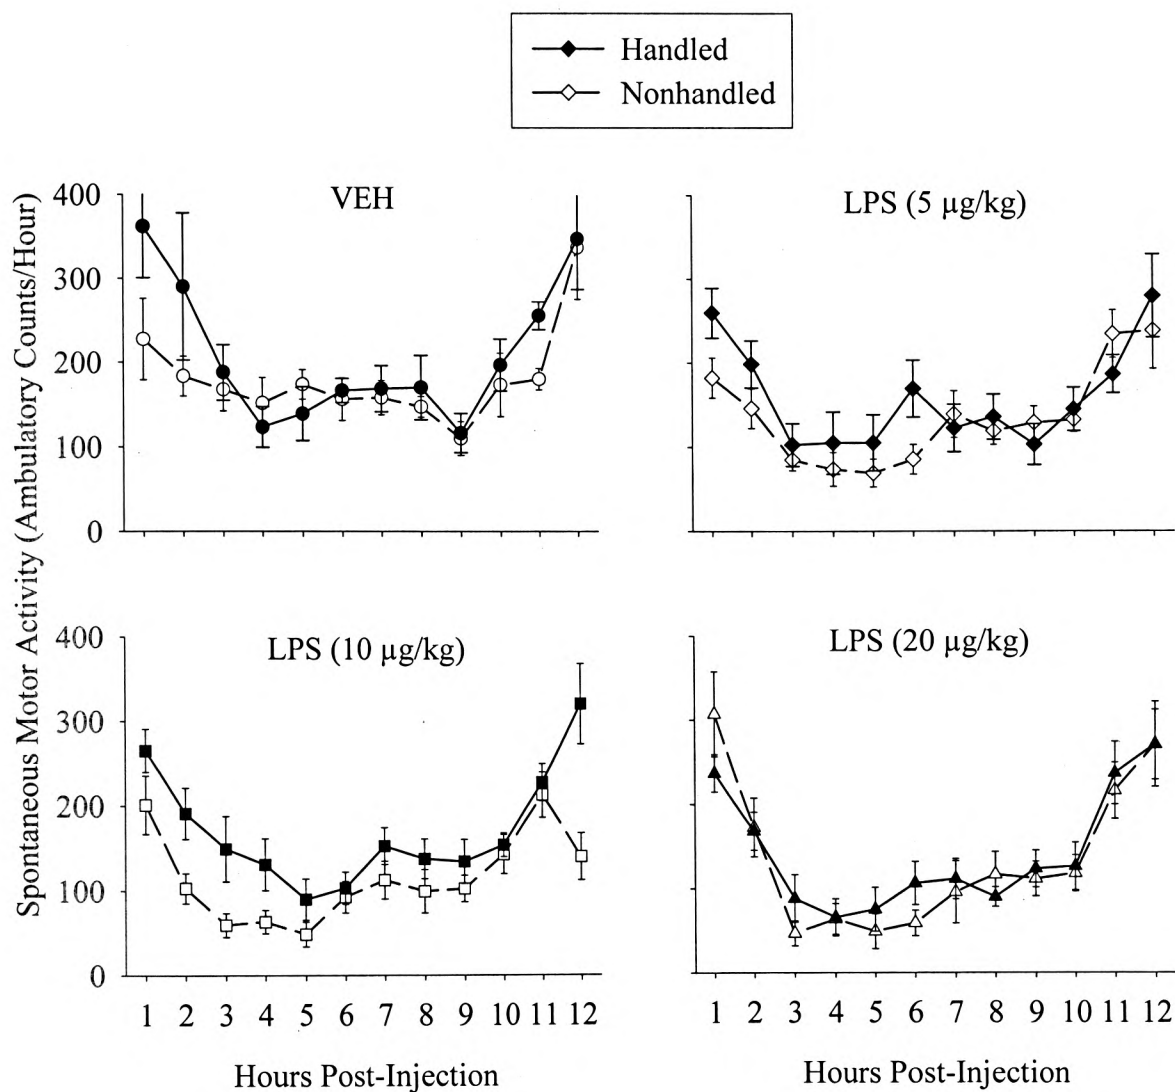 Handled
Nonhandled
Spontaneous Motor Activity (Ambulatory Counts/Hour)
VEH
400
300
200
100
0
LPS (5 µg/kg)
LPS (10 µg/kg)
400
300
200
100
0
1 2 3 4 5 6 7 8 9 10 11 12
Hours Post-Injection
LPS (20 µg/kg)
1 2 3 4 5 6 7 8 9 10 11 12
Hours Post-Injection